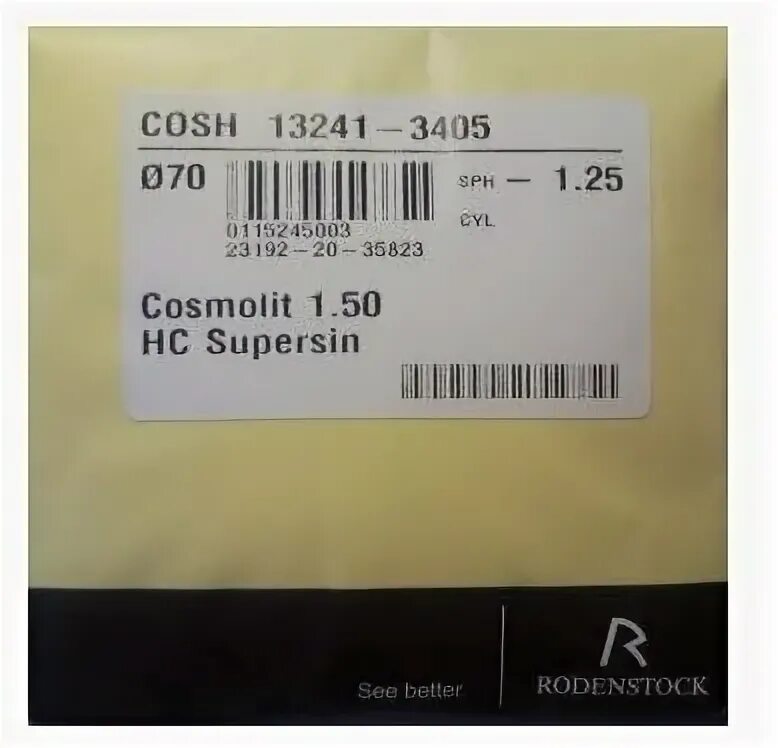 COSH 13241-3405
Ø70
SPH - 1.25
CYL
0115245003
23192-20-35823
Cosmolit 1.50
HC Supersin
See better
R
RODENSTOCK